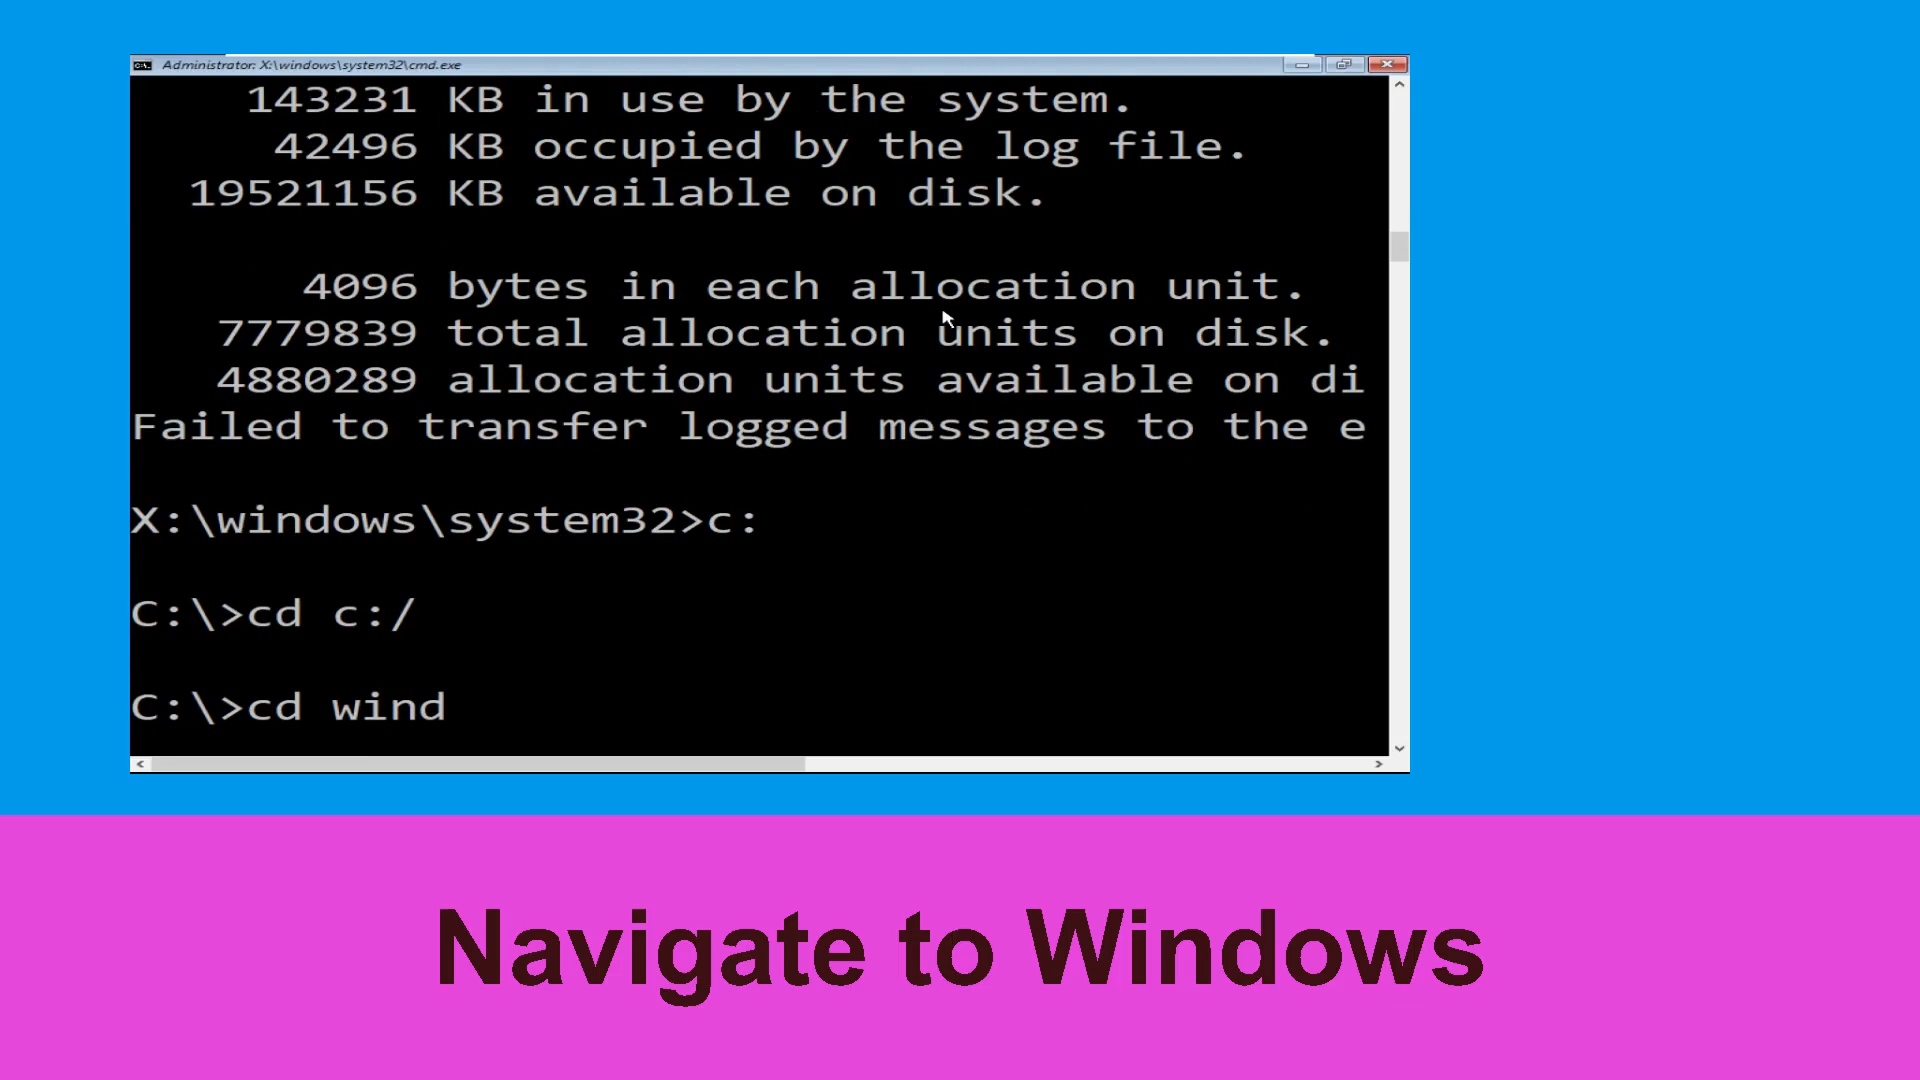 Administrator: X:\windows\system32\cmd.exe
143231 KB in use by the system.
42496 KB occupied by the log file.
19521156 KB available on disk.
4096 bytes in each allocation unit.
7779839 total allocation units on disk.
4880289 allocation units available on di
Failed to transfer logged messages to the e
X:\windows\system32>c:
C:\>cd c:/
C:\>cd wind
Navigate to Windows